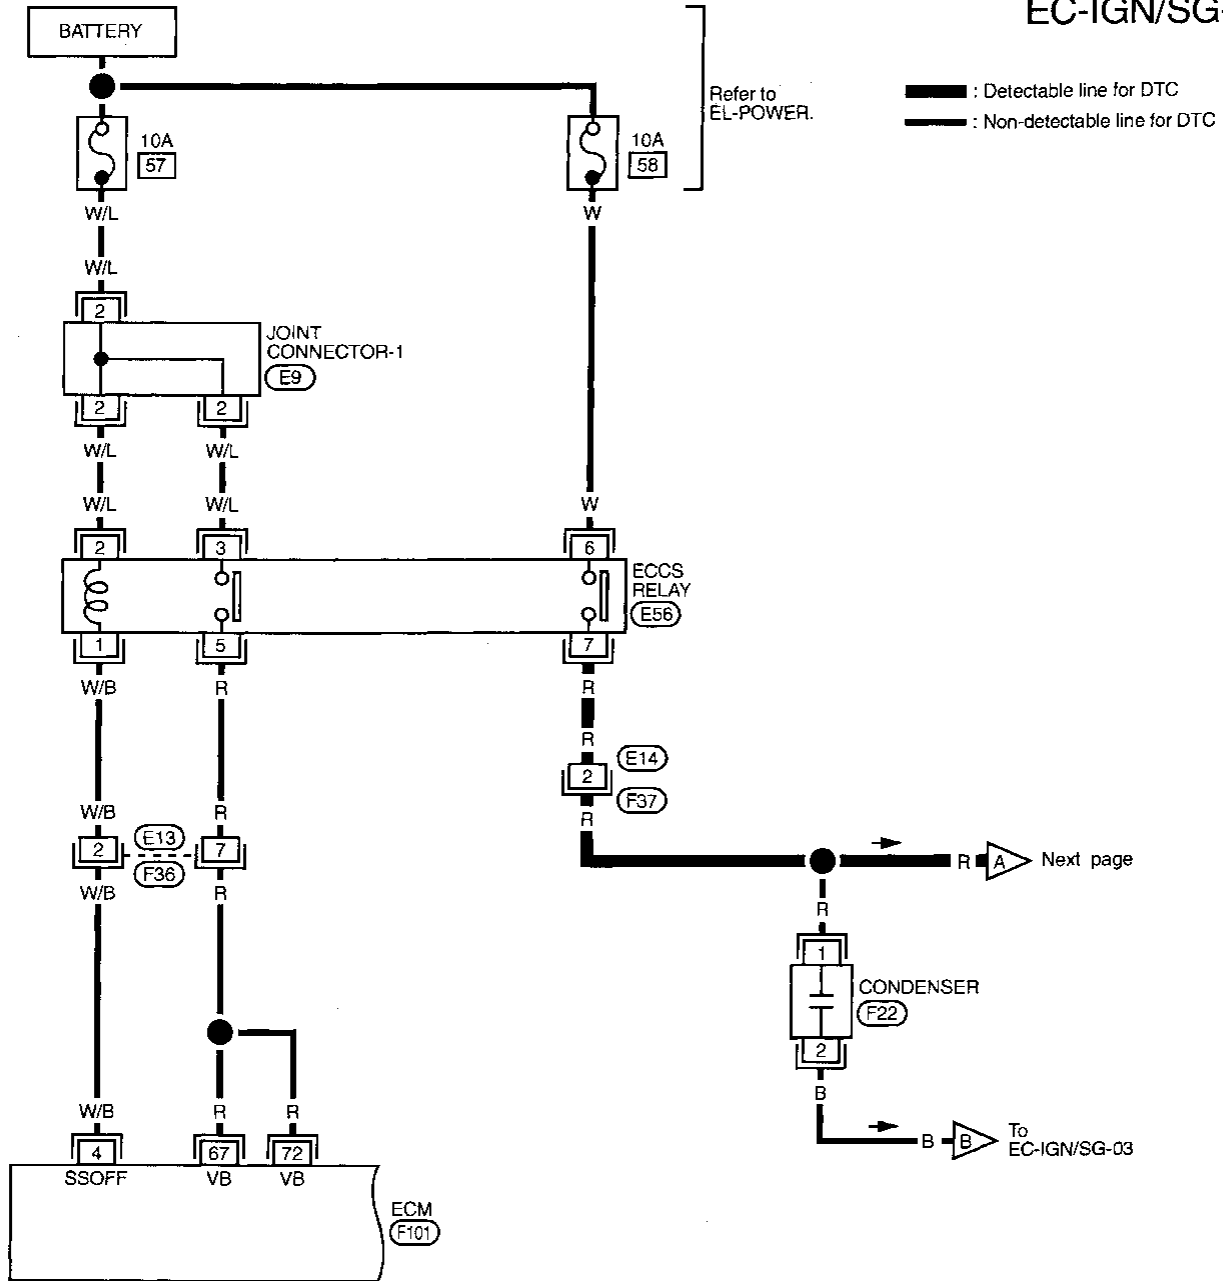 EC-IGN/SG-
BATTERY
Refer to
EL-POWER.
: Detectable line for DTC
: Non-detectable line for DTC
10A
57
10A
58
W/L
W
W/L
2
JOINT
CONNECTOR-1
E9
2
2
W/L
W/L
W/L
W/L
W
2
3
6
ECCS
RELAY
E56
1
5
7
W/B
R
R
R
E14
2
F37
R
W/B
R
E13
2
7
F36
W/B
R
R
A
Next page
R
1
CONDENSER
F22
2
B
W/B
R
R
B
B
To
EC-IGN/SG-03
4
67
72
SSOFF
VB
VB
ECM
F101